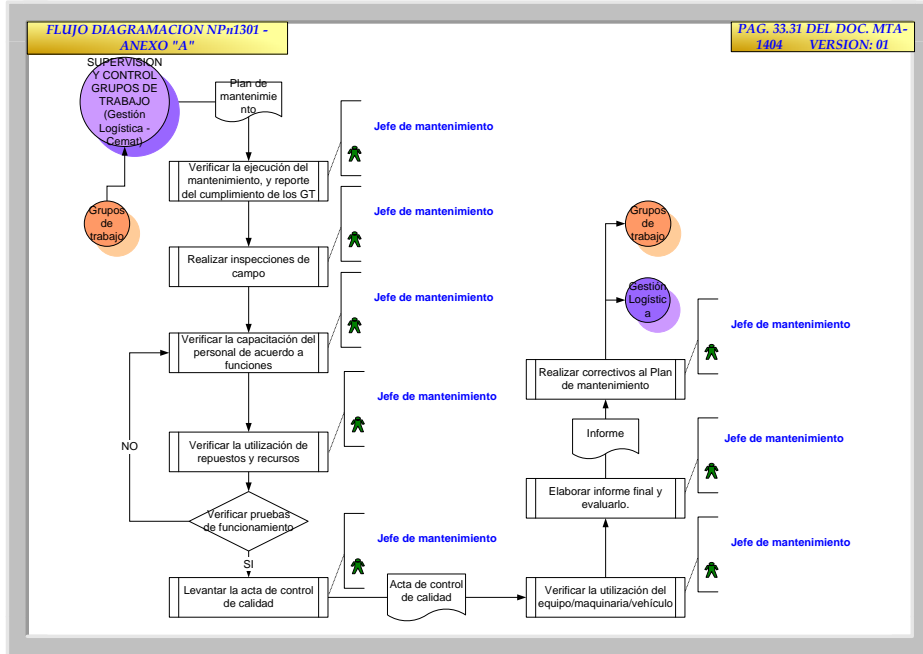 FLUJO DIAGRAMACION NPn1301 -
ANEXO "A"
PAG. 33.31 DEL DOC. MTA-
1404 VERSION: 01
SUPERVISION
Y CONTROL
GRUPOS DE
TRABAJO
(Gestión
Logística -
Cemat)
Plan de
mantenimie
nto
Jefe de mantenimiento
Verificar la ejecución del
mantenimiento, y reporte
del cumplimiento de los GT
Grupos
de
trabajo
Jefe de mantenimiento
Realizar inspecciones de
campo
Jefe de mantenimiento
Verificar la capacitación del
personal de acuerdo a
funciones
Jefe de mantenimiento
NO
Verificar la utilización de
repuestos y recursos
Verificar pruebas
de funcionamiento
SI
Jefe de mantenimiento
Levantar la acta de control
de calidad
Acta de control
de calidad
Verificar la utilización del
equipo/maquinaria/vehículo
Jefe de mantenimiento
Elaborar informe final y
evaluarlo.
Jefe de mantenimiento
Informe
Realizar correctivos al Plan
de mantenimiento
Jefe de mantenimiento
Gestión
Logístic
a
Grupos
de
trabajo